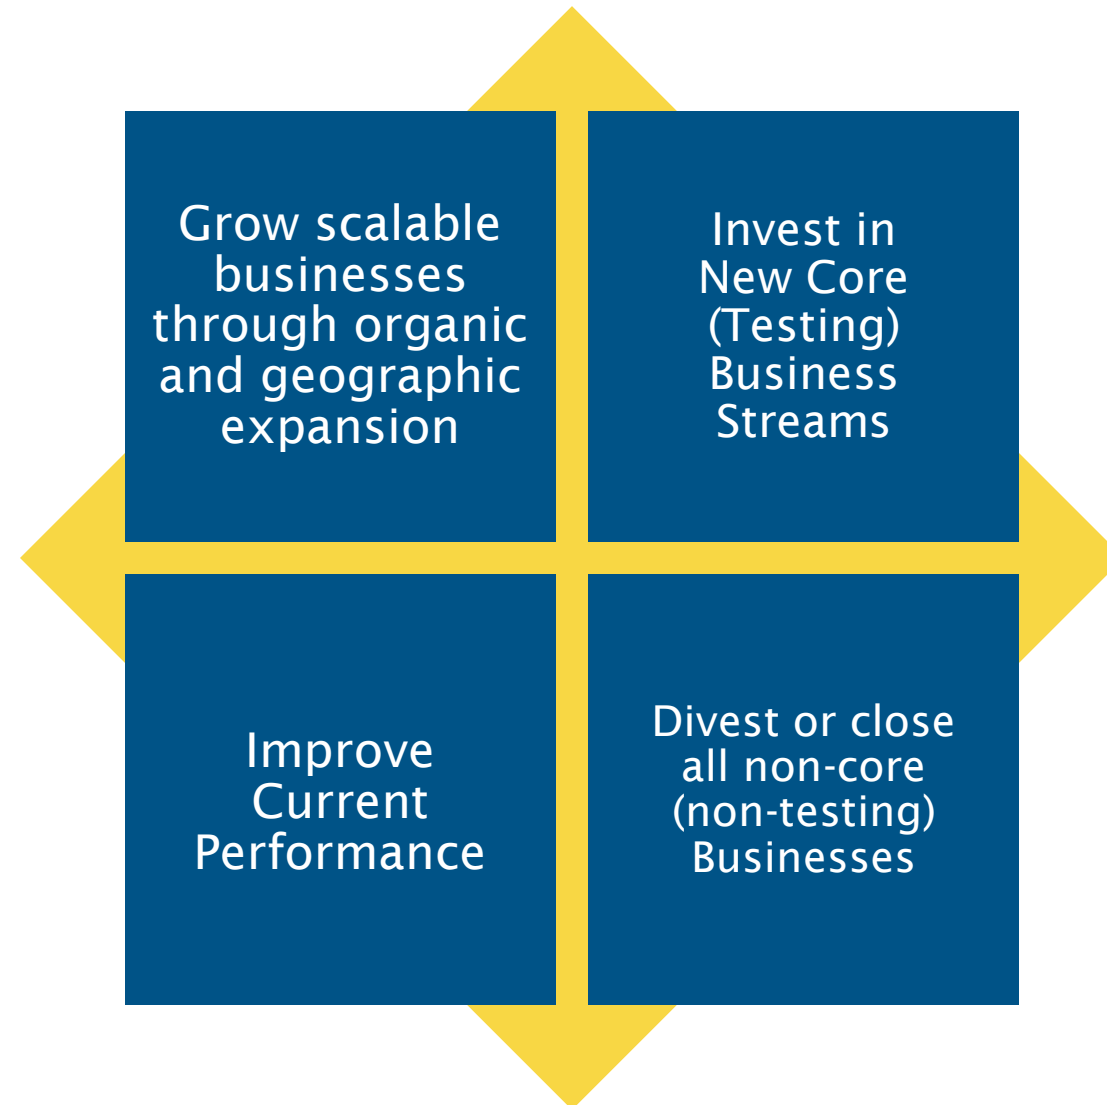 Grow scalable
businesses
through organic
and geographic
expansion
Invest in
New Core
(Testing)
Business
Streams
Improve
Current
Performance
Divest or close
all non-core
(non-testing)
Businesses